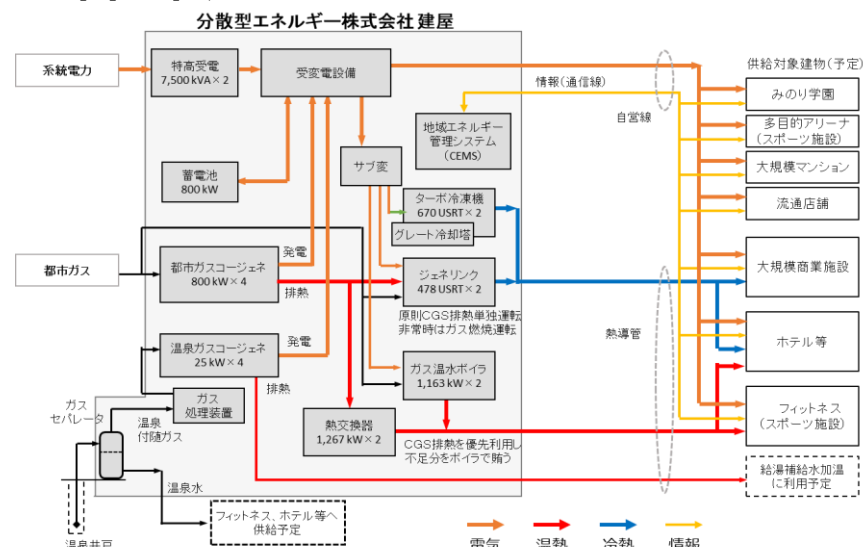 分散型エネルギー株式会社 建屋
系統電力
特高受電
7,500 kVA×2
受変電設備
情報(通信線)
供給対象建物(予定)
みのり学園
自営線
地域エネルギー
管理システム
(CEMS)
多目的アリーナ
(スポーツ施設)
サブ変
大規模マンション
蓄電池
800 kW
ターボ冷凍機
670 USRT×2
グレート冷却塔
流通店舗
都市ガス
都市ガスコージェネ
800 kW×4
発電
排熱
ジェネリンク
478 USRT×2
大規模商業施設
原則CGS排熱単独運転
非常時はガス燃焼運転
熱導管
温泉ガスコージェネ
25 kW×4
発電
排熱
ホテル等
ガス温水ボイラ
1,163 kW×2
ガス
処理装置
ガス
セパレータ
温泉
付随ガス
熱交換器
1,267 kW×2
フィットネス
(スポーツ施設)
CGS排熱を優先利用し
不足分をボイラで賄う
給湯補給水加温
に利用予定
温泉水
フィットネス、ホテル等へ
供給予定
温泉井戸
電気
温熱
冷熱
情報